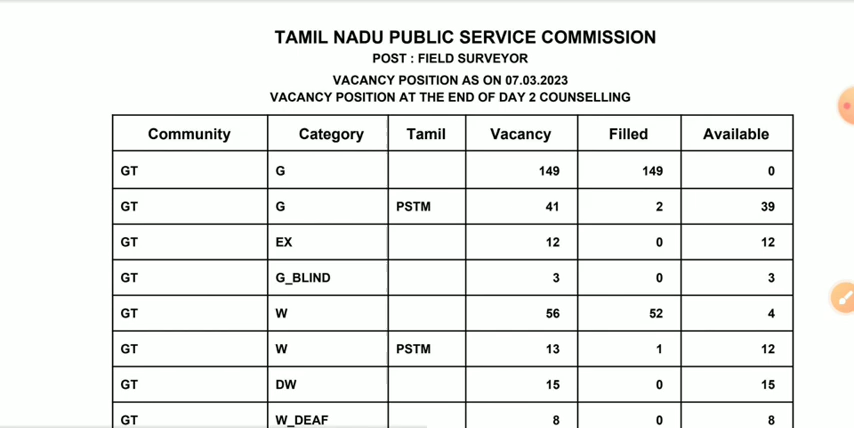 TAMIL NADU PUBLIC SERVICE COMMISSION
POST : FIELD SURVEYOR
VACANCY POSITION AS ON 07.03.2023
VACANCY POSITION AT THE END OF DAY 2 COUNSELLING
Community Category Tamil Vacancy Filled Available
GT G 149 149 0
GT G PSTM 41 2 39
GT EX 12 0 12
GT G_BLIND 3 0 3
GT W 56 52 4
GT W PSTM 13 1 12
GT DW 15 0 15
GT W_DEAF 8 0 8